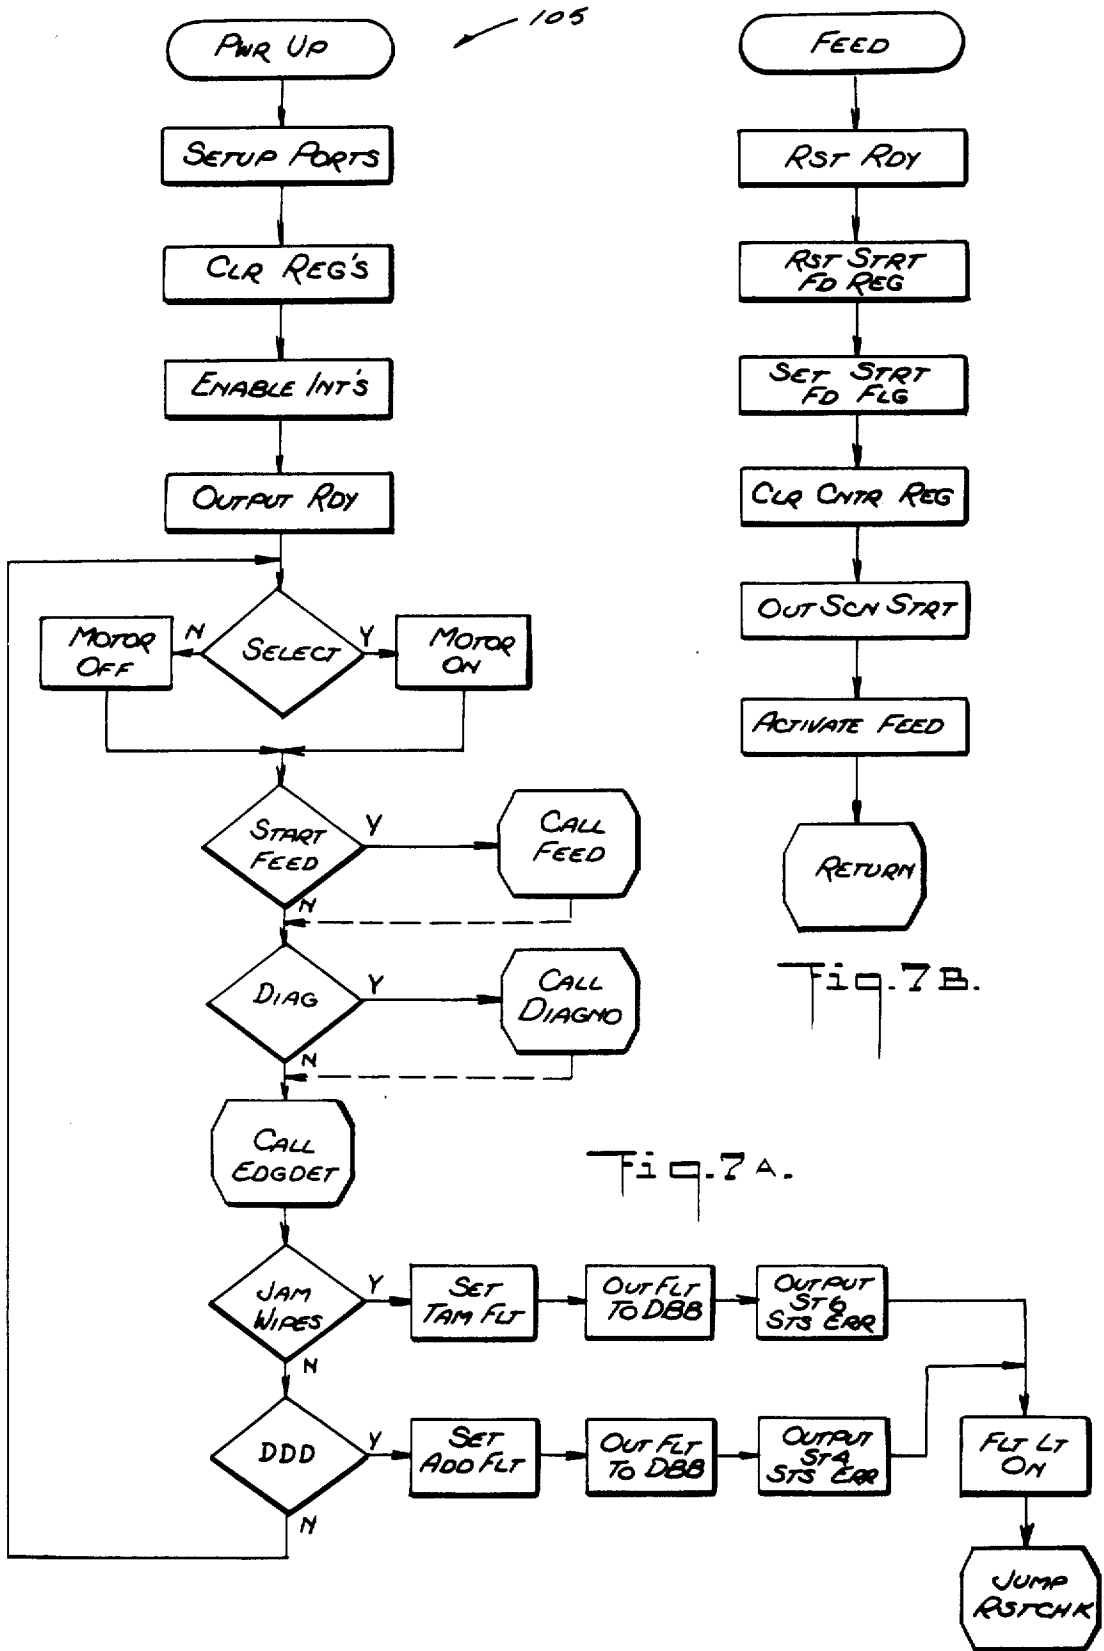 105
PWR UP
SETUP PORTS
CLR REG'S
ENABLE INT'S
OUTPUT RDY
SELECT
N
MOTOR
OFF
Y
MOTOR
ON
START
FEED
Y
CALL
FEED
N
DIAG
Y
CALL
DIAGNO
N
CALL
EDGDET
JAM
WIPES
Y
SET
TAM FLT
OUT FLT
TO DBB
OUTPUT
ST6
STS ERR
N
DDD
Y
SET
ADD FLT
OUT FLT
TO DBB
OUTPUT
ST4
STS ERR
N
FLT LT
ON
JUMP
RSTCHK
Fig. 7A.
FEED
RST RDY
RST STRT
FD REG
SET STRT
FD FLG
CLR CNTR REG
OUT SCN STRT
ACTIVATE FEED
RETURN
Fig. 7B.